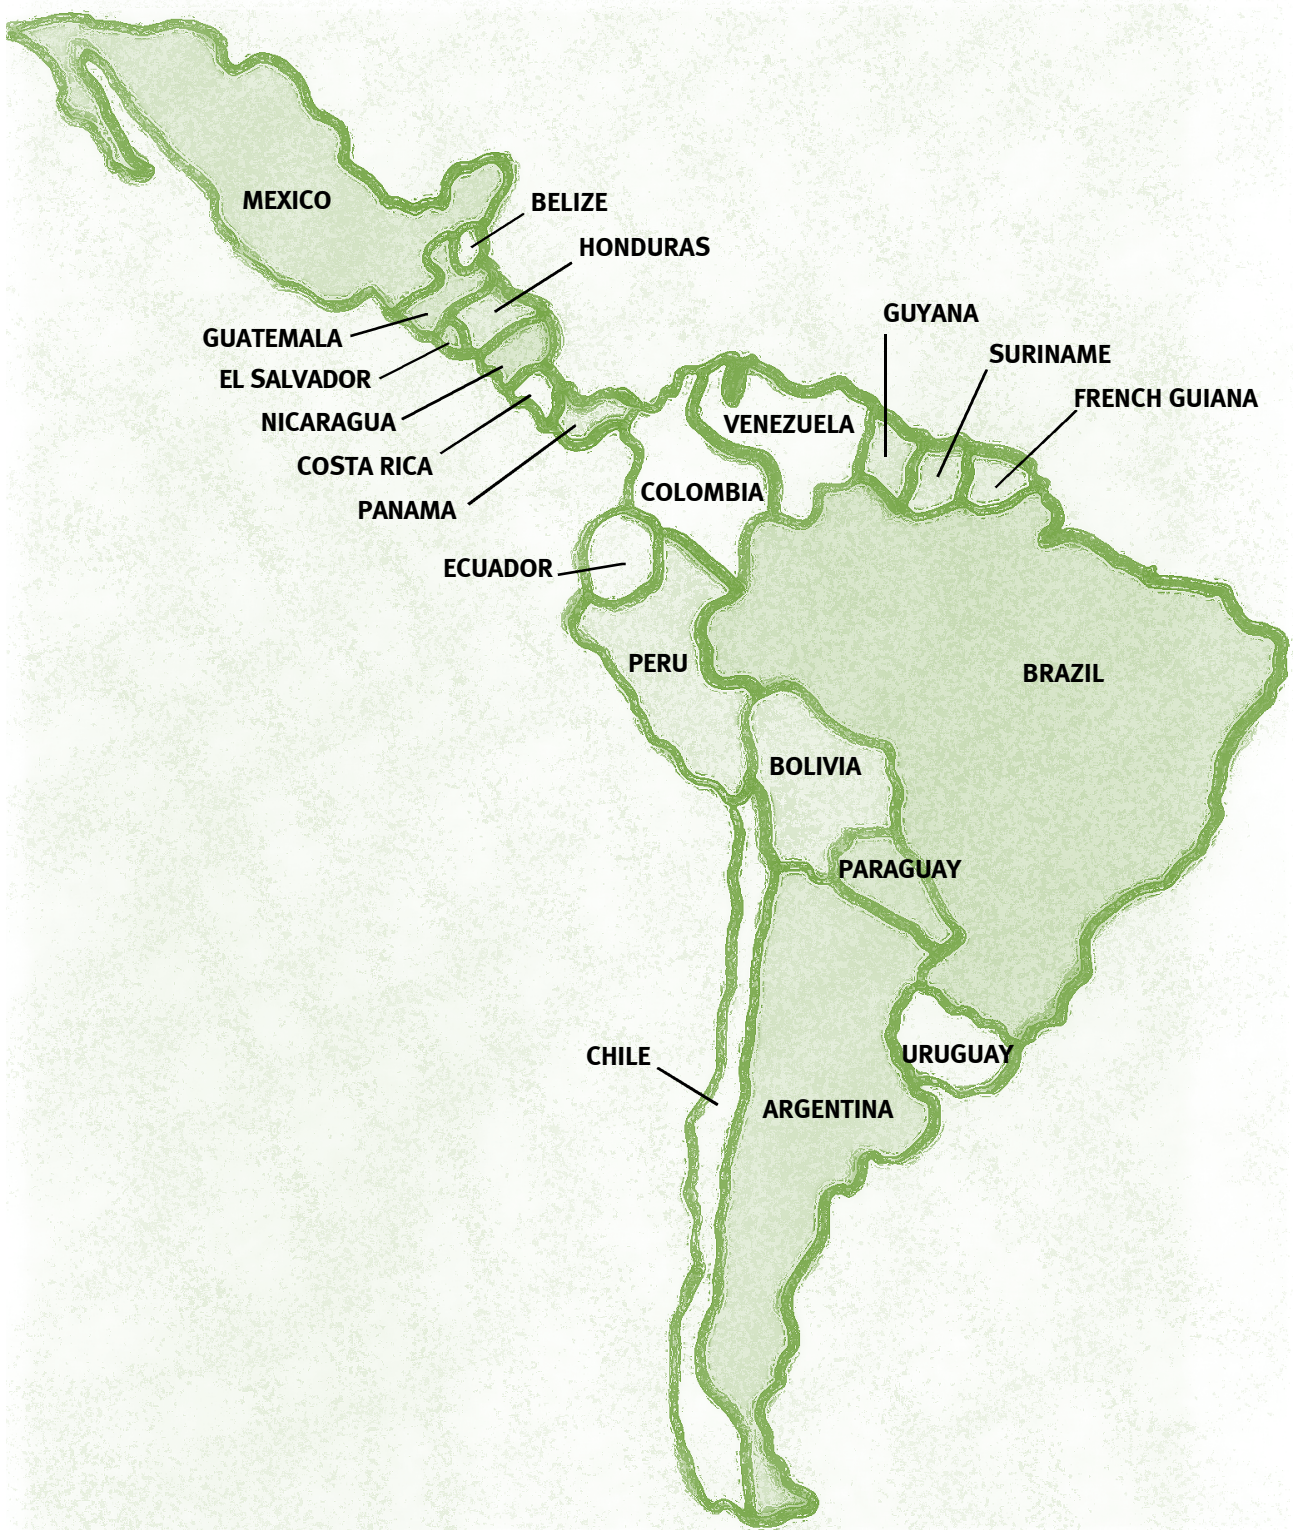 MEXICO
BELIZE
HONDURAS
GUATEMALA
EL SALVADOR
NICARAGUA
COSTA RICA
PANAMA
GUYANA
SURINAME
FRENCH GUIANA
VENEZUELA
COLOMBIA
ECUADOR
PERU
BRAZIL
BOLIVIA
PARAGUAY
CHILE
URUGUAY
ARGENTINA